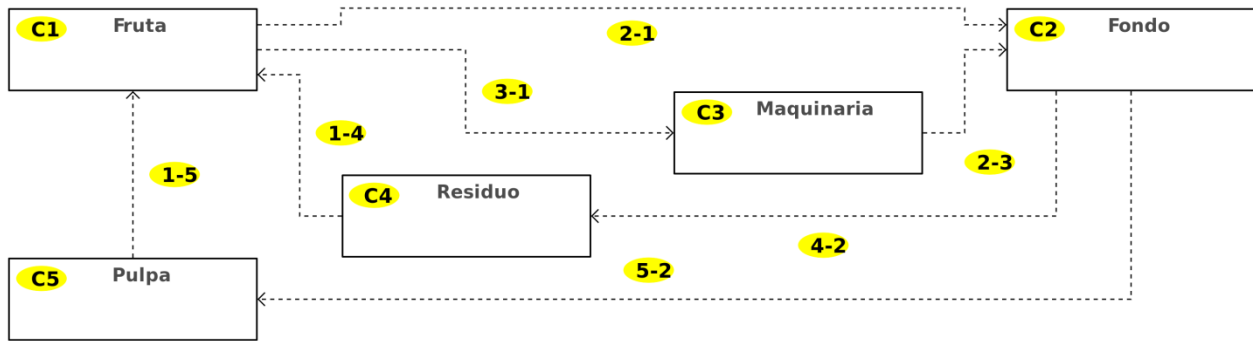 C1 Fruta
C2 Fondo
2-1
3-1
C3 Maquinaria
1-4
2-3
1-5
C4 Residuo
4-2
C5 Pulpa
5-2